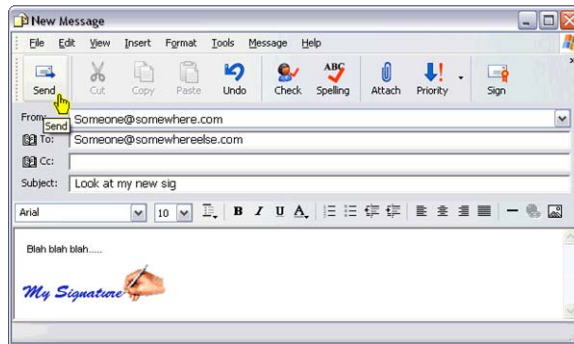 New Message
File Edit View Insert Format Tools Message Help
ABC
Send Cut Copy Paste Undo Check Spelling Attach Priority Sign
From: Someone@somewhere.com
Send
To: Someone@somewhereelse.com
Cc:
Subject: Look at my new sig
Arial 10 B I U A
Blah blah blah.....
My Signature